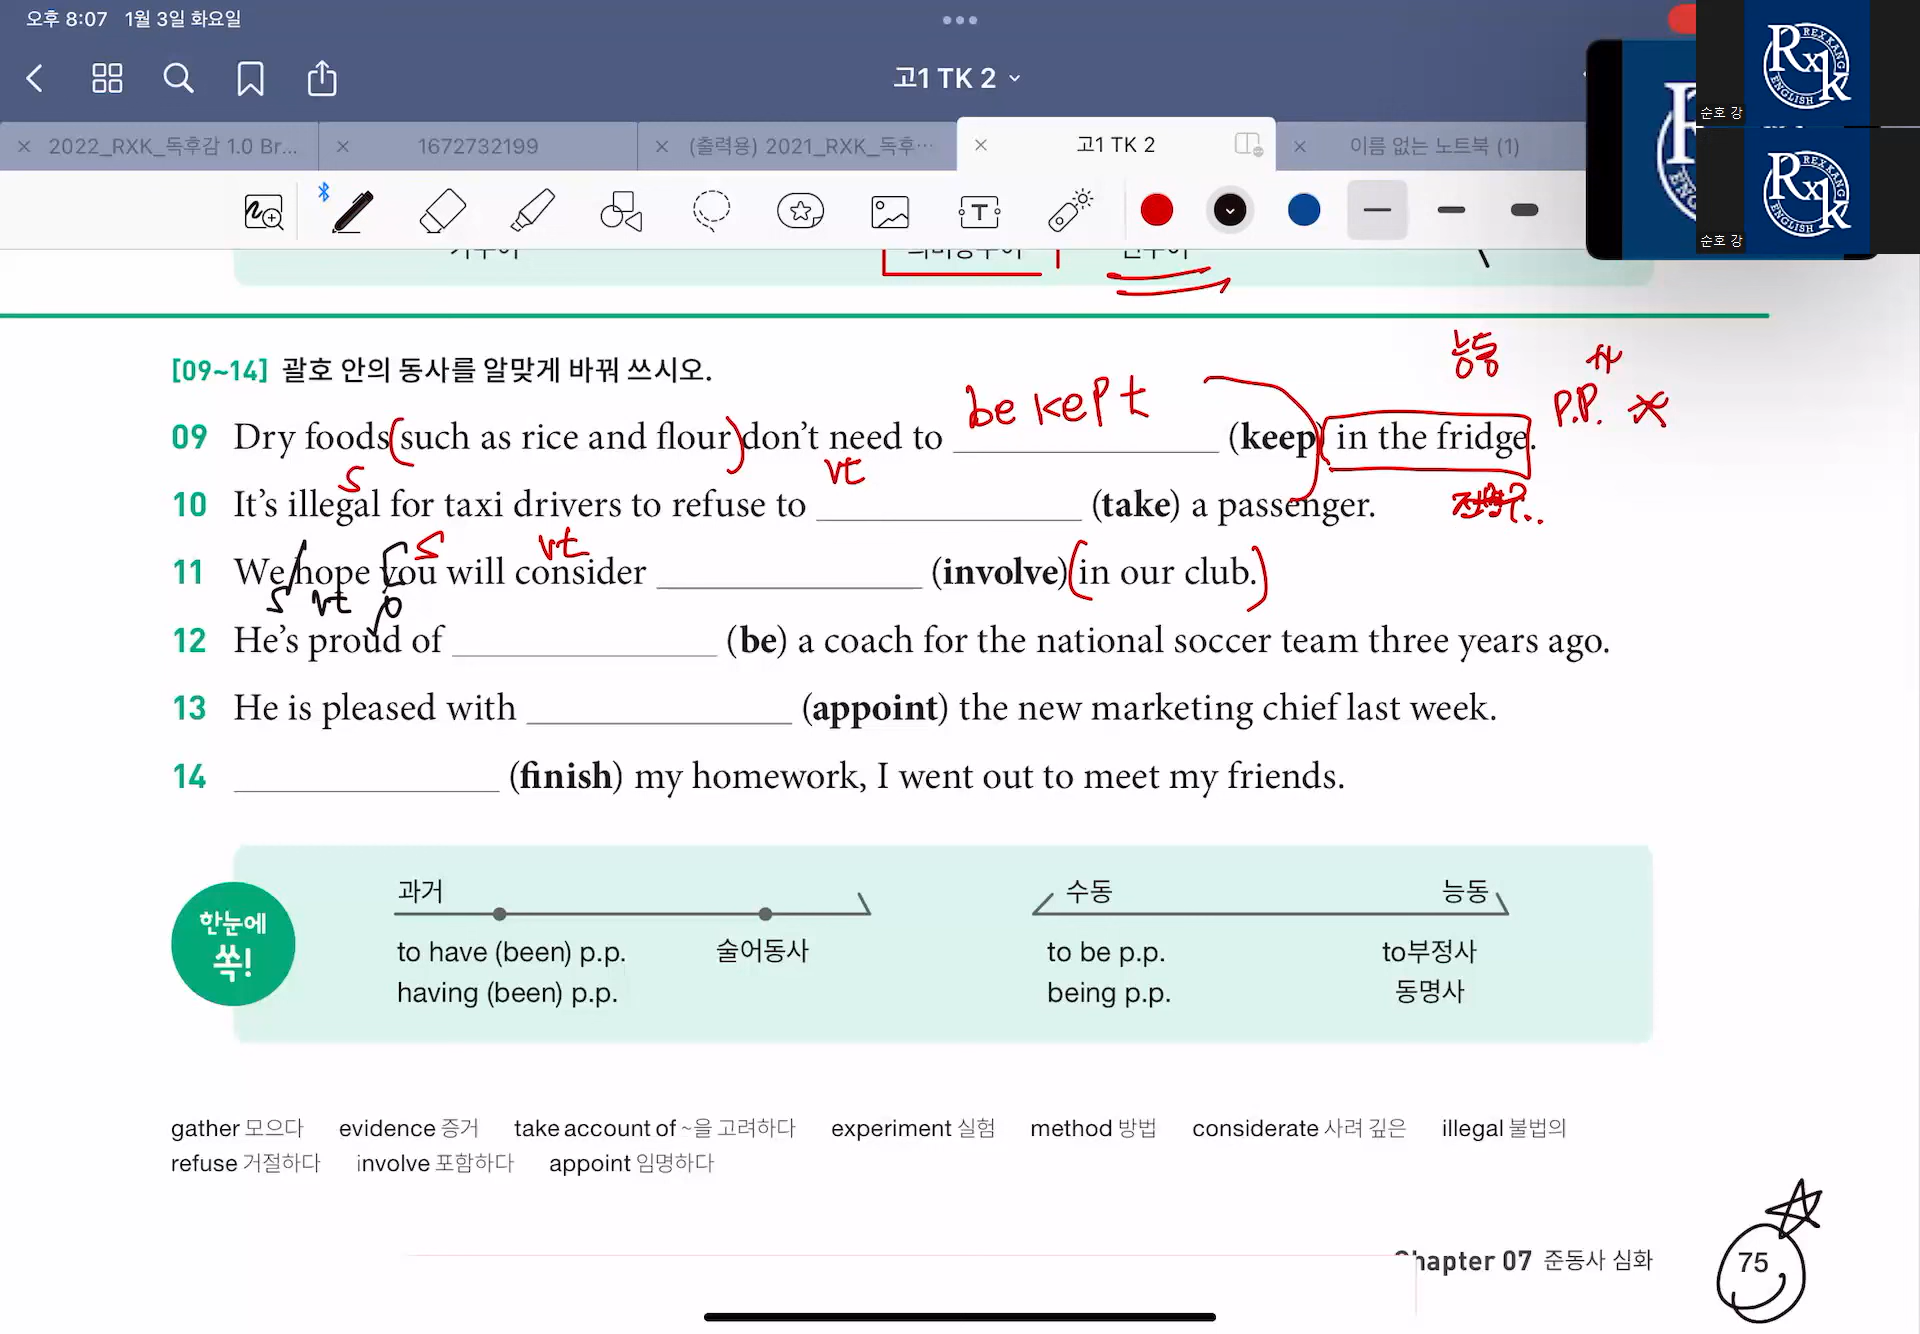 오후 8:07 1월 3일 화요일
고1 TK 2
2022_RXK_독후감 1.0 Br...
1672732199
(출력용) 2021_RXK_독후...
고1 TK 2
이름 없는 노트북 (1)
순호 강
순호 강
REX KANG
RxK
ENGLISH
능동
[09~14] 괄호 안의 동사를 알맞게 바꿔 쓰시오.
be kept
P.P.
09 Dry foods (such as rice and flour) don't need to (keep) in the fridge.
s vt
10 It's illegal for taxi drivers to refuse to (take) a passenger.
s vt
11 We hope you will consider (involve) (in our club.)
s vt o
12 He's proud of (be) a coach for the national soccer team three years ago.
13 He is pleased with (appoint) the new marketing chief last week.
14 (finish) my homework, I went out to meet my friends.
한눈에 쏙!
과거 수동 능동
to have (been) p.p. 술어동사 to be p.p. to부정사
having (been) p.p. being p.p. 동명사
gather 모으다 evidence 증거 take account of ~을 고려하다 experiment 실험 method 방법 considerate 사려 깊은 illegal 불법의
refuse 거절하다 involve 포함하다 appoint 임명하다
Chapter 07 준동사 심화 75